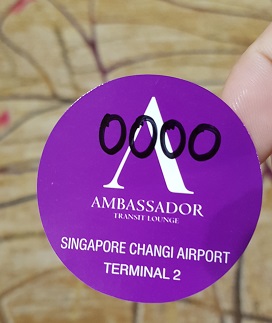 0000
A
AMBASSADOR
TRANSIT LOUNGE
SINGAPORE CHANGI AIRPORT
TERMINAL 2